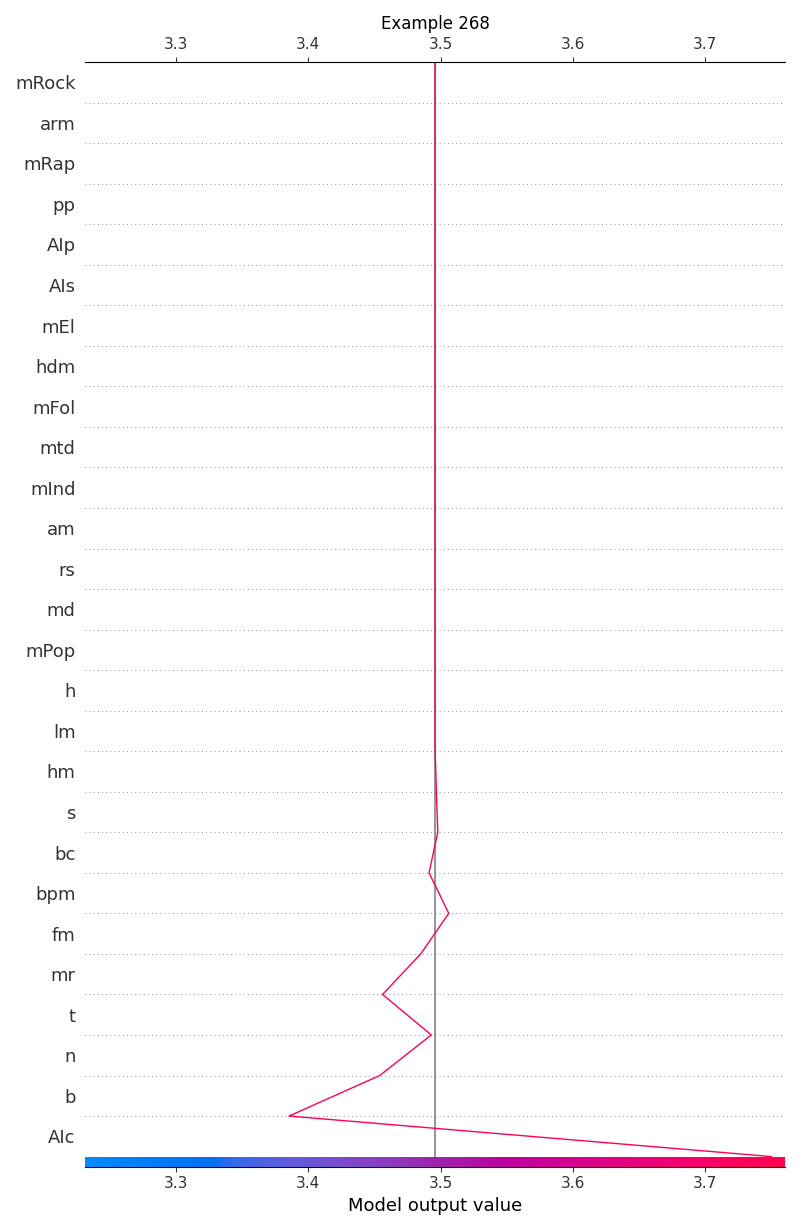 Example 268
3.3 3.4 3.5 3.6 3.7
mRock
arm
mRap
pp
AIp
AIs
mEl
hdm
mFol
mtd
mInd
am
rs
md
mPop
h
lm
hm
s
bc
bpm
fm
mr
t
n
b
AIc
3.3 3.4 3.5 3.6 3.7
Model output value